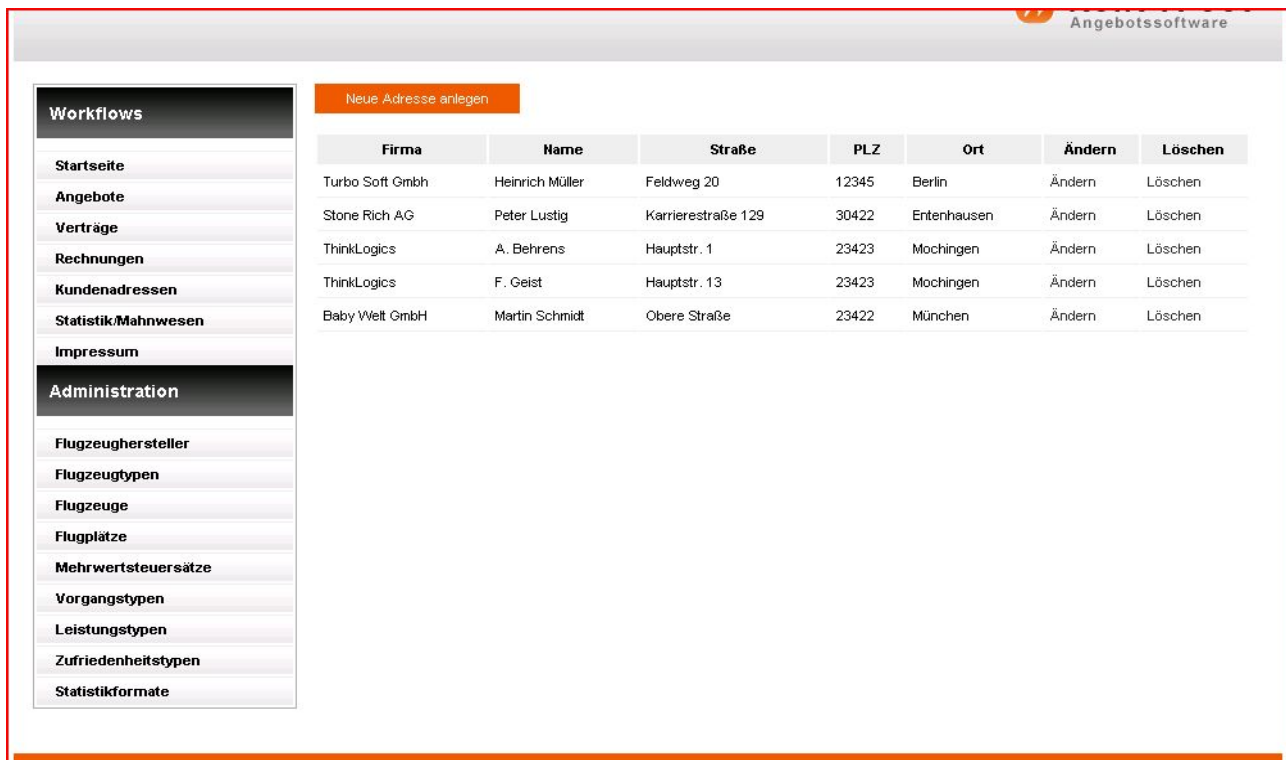 Angebotssoftware
Workflows
Startseite
Angebote
Verträge
Rechnungen
Kundenadressen
Statistik/Mahnwesen
Impressum
Administration
Flugzeughersteller
Flugzeugtypen
Flugzeuge
Flugplätze
Mehrwertsteuersätze
Vorgangstypen
Leistungstypen
Zufriedenheitstypen
Statistikformate
Neue Adresse anlegen
Firma Name Straße PLZ Ort Ändern Löschen
Turbo Soft Gmbh Heinrich Müller Feldweg 20 12345 Berlin Ändern Löschen
Stone Rich AG Peter Lustig Karrierestraße 129 30422 Entenhausen Ändern Löschen
ThinkLogics A. Behrens Hauptstr. 1 23423 Mochingen Ändern Löschen
ThinkLogics F. Geist Hauptstr. 13 23423 Mochingen Ändern Löschen
Baby Welt GmbH Martin Schmidt Obere Straße 23422 München Ändern Löschen